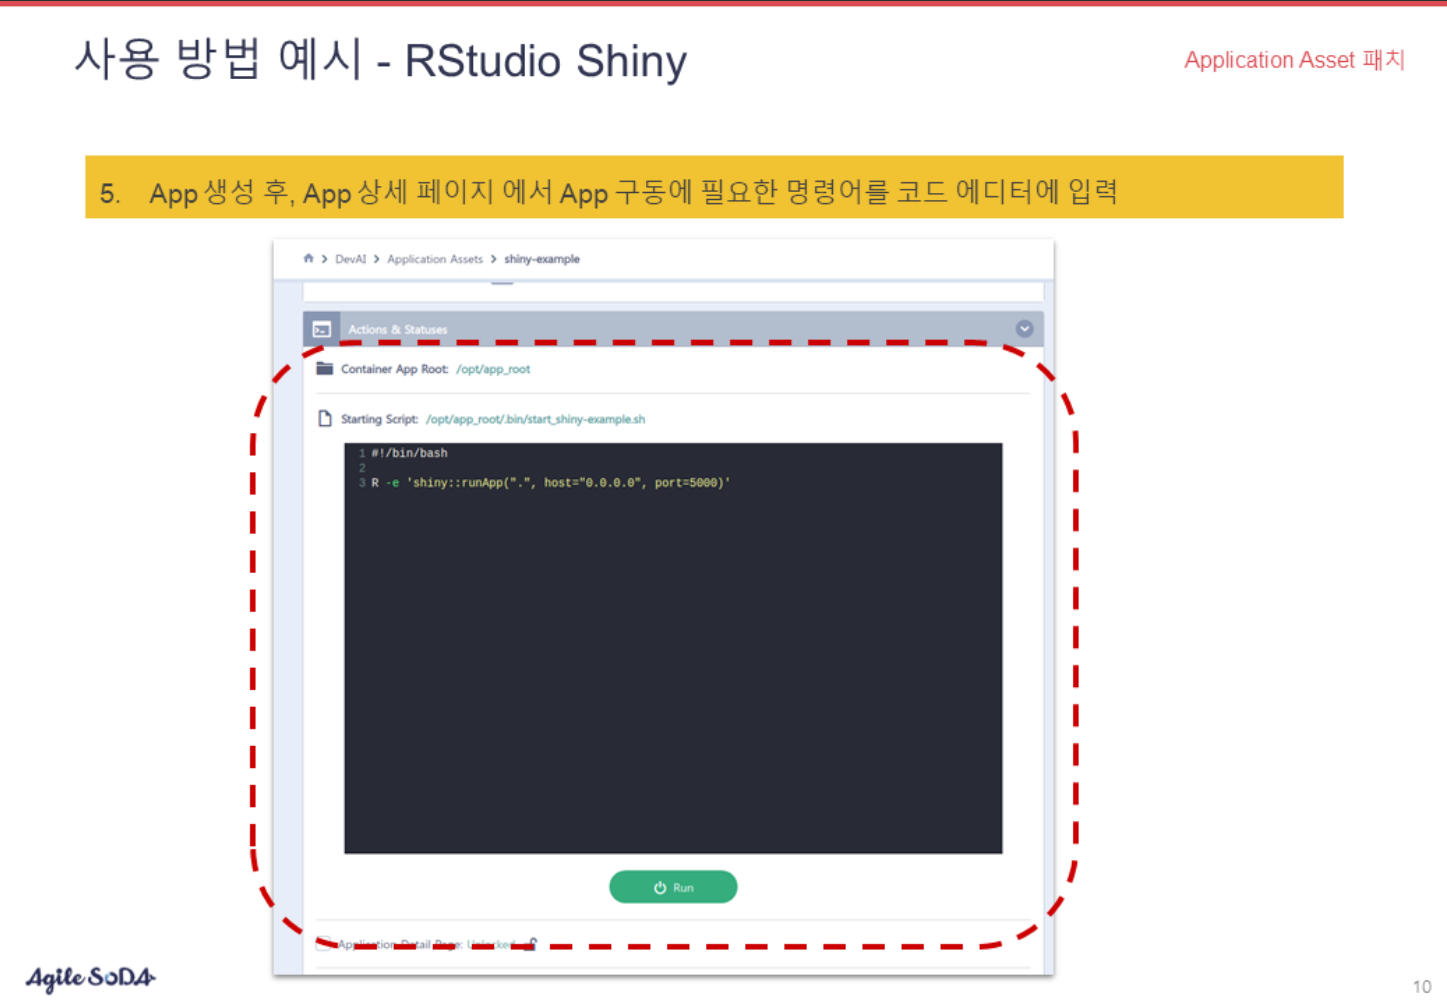 사용 방법 예시 - RStudio Shiny
Application Asset 패치
5. App 생성 후, App 상세 페이지 에서 App 구동에 필요한 명령어를 코드 에디터에 입력
DevAI > Application Assets > shiny-example
Actions & Statuses
Container App Root: /opt/app_root
Starting Script: /opt/app_root/.bin/start_shiny-example.sh
1 #!/bin/bash
2
3 R -e 'shiny::runApp(".", host="0.0.0.0", port=5000)'
Run
Application Detail Page: Unlocked
Agile SoDA
10